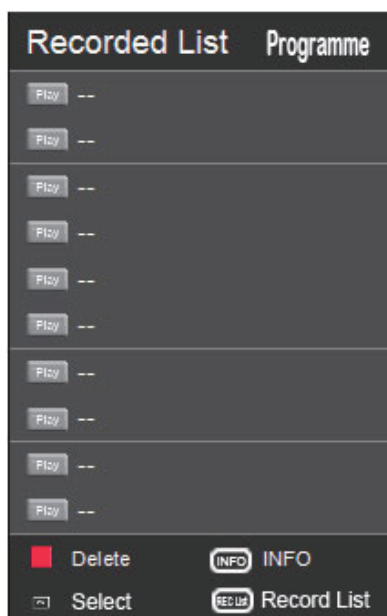 Recorded List Programme
Play --
Play --
Play --
Play --
Play --
Play --
Play --
Play --
Play --
Play --
Delete INFO INFO
Select REC List Record List